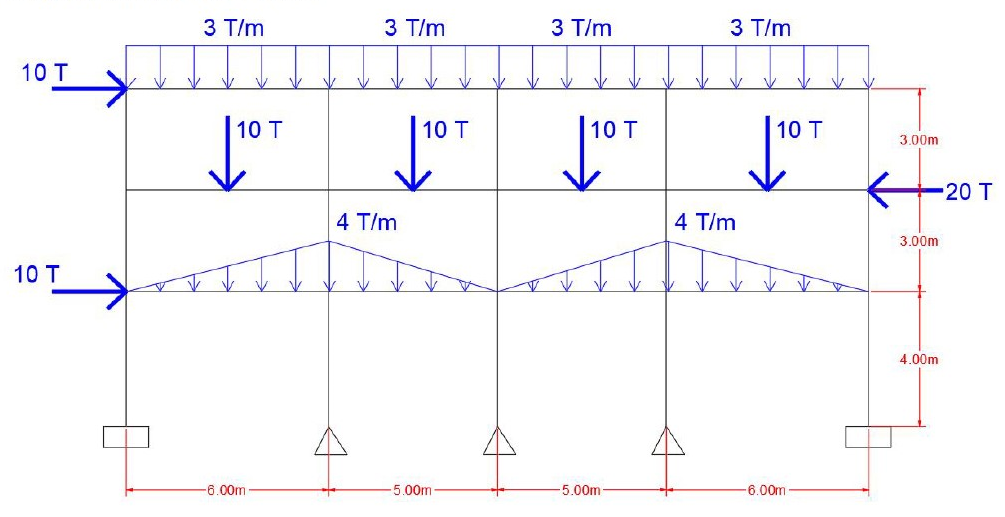 3 T/m 3 T/m 3 T/m 3 T/m
10 T
10 T 10 T 10 T 10 T
3.00m
20 T
4 T/m 4 T/m
3.00m
10 T
4.00m
6.00m 5.00m 5.00m 6.00m